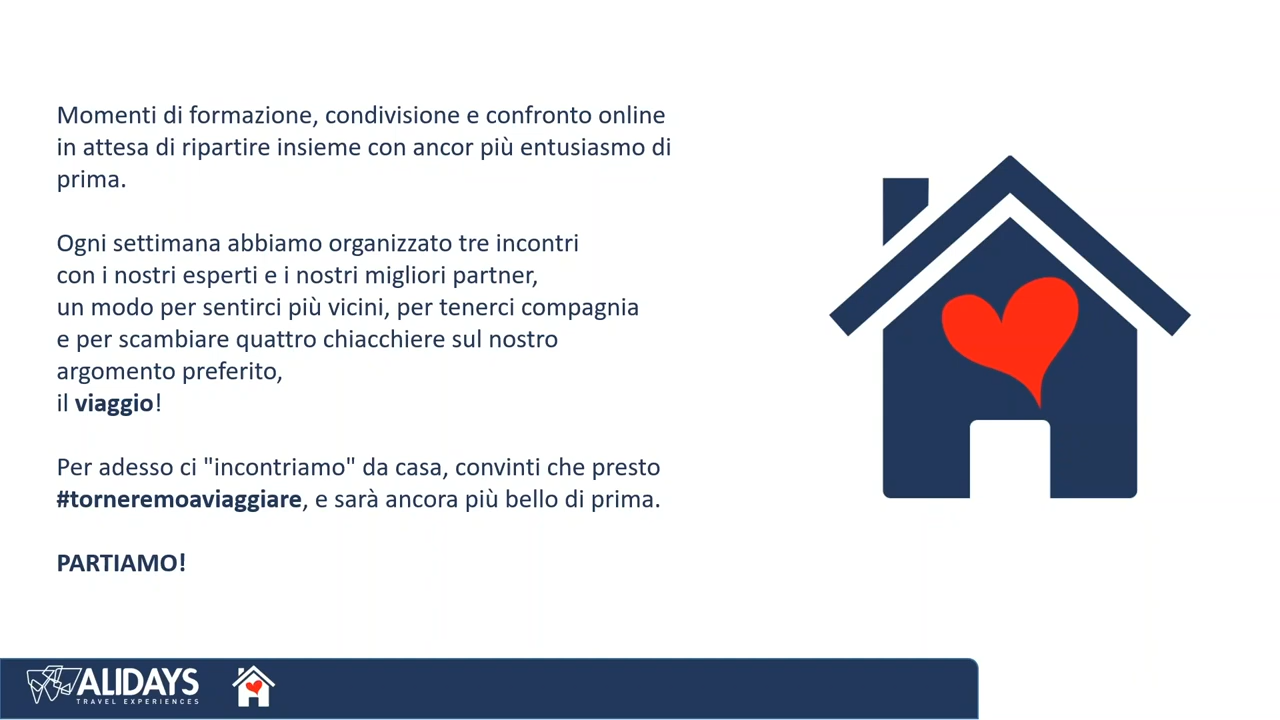 Momenti di formazione, condivisione e confronto online
in attesa di ripartire insieme con ancor più entusiasmo di
prima.
Ogni settimana abbiamo organizzato tre incontri
con i nostri esperti e i nostri migliori partner,
un modo per sentirci più vicini, per tenerci compagnia
e per scambiare quattro chiacchiere sul nostro
argomento preferito,
il viaggio!
Per adesso ci "incontriamo" da casa, convinti che presto
#torneremoaviaggiare, e sarà ancora più bello di prima.
PARTIAMO!
ALIDAYS
TRAVEL EXPERIENCES